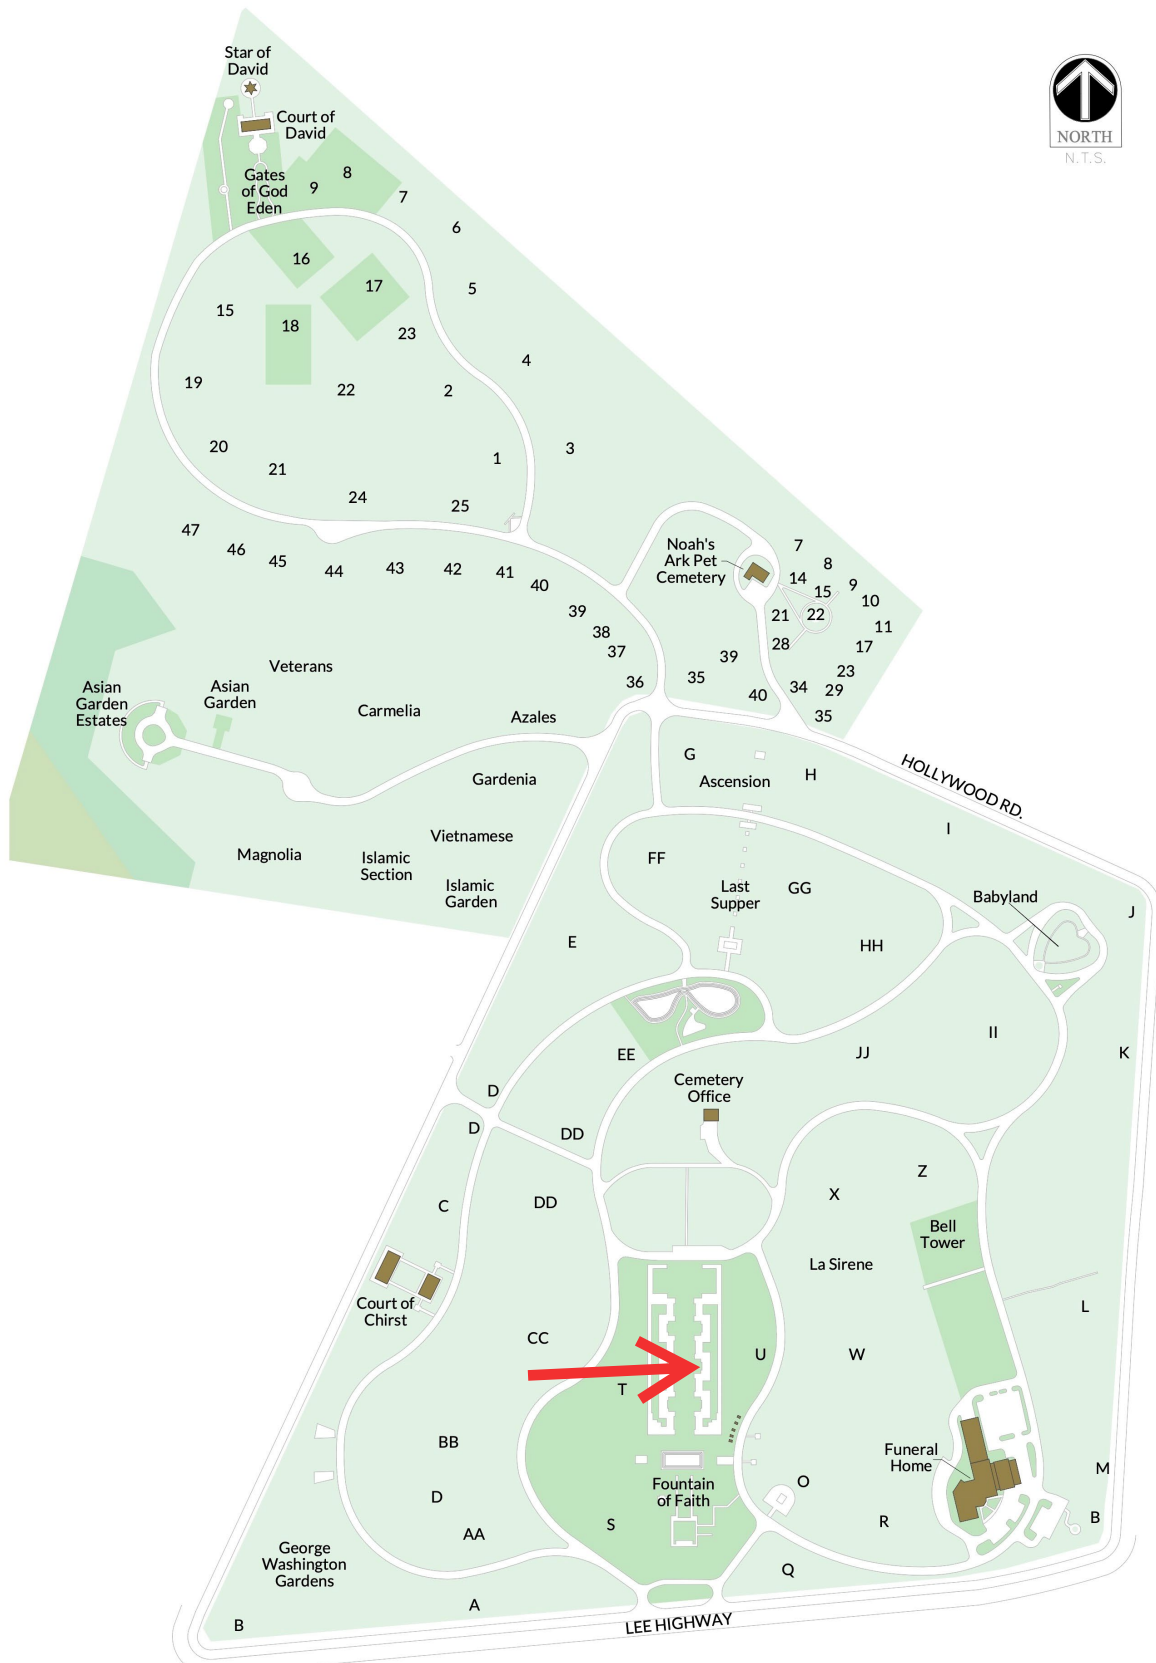 Star of
David
Court of
David
NORTH
N.T.S.
Gates
of God
Eden
9
8
7
6
16
17
5
15
18
23
4
19
22
2
20
21
1
3
24
25
47
46
45
44
43
42
41
40
39
38
37
36
Noah's
Ark Pet
Cemetery
7
8
14
9
15
10
21
22
11
28
17
39
23
35
34
29
40
35
Veterans
Asian
Garden
Estates
Asian
Garden
Carmelia
Azales
Gardenia
Vietnamese
Magnolia
Islamic
Section
Islamic
Garden
HOLLYWOOD RD.
G
Ascension
H
I
FF
Last
Supper
GG
Babyland
J
E
HH
II
EE
JJ
K
D
Cemetery
Office
D
DD
Z
X
C
DD
Bell
Tower
La Sirene
Court of
Chirst
L
CC
U
W
T
BB
Funeral
Home
M
D
Fountain
of Faith
O
B
AA
S
R
George
Washington
Gardens
Q
A
B
LEE HIGHWAY